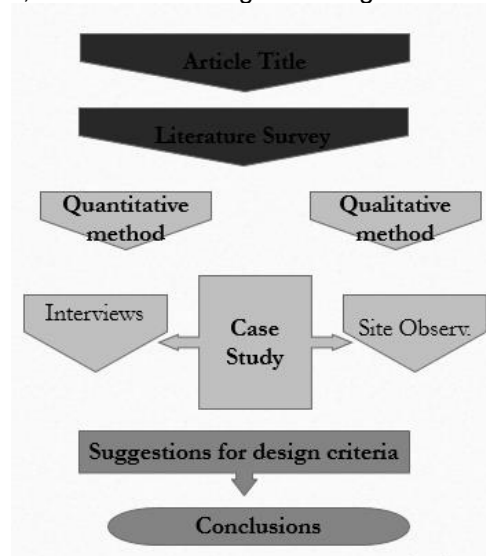 Article Title
Literature Survey
Quantitative
method
Qualitative
method
Interviews
Case
Study
Site Observ.
Suggestions for design criteria
Conclusions